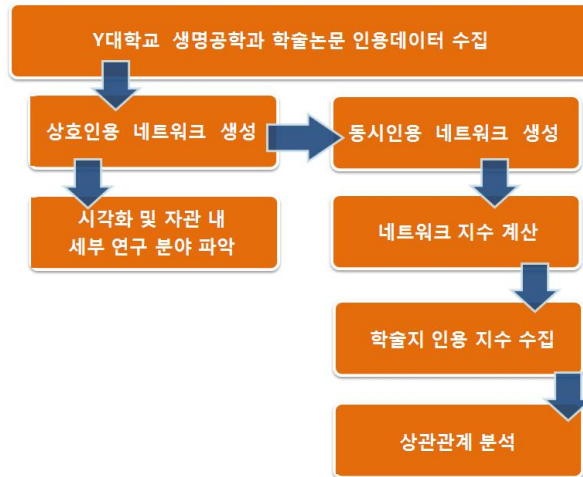 Y대학교 생명공학과 학술논문 인용데이터 수집
상호인용 네트워크 생성
동시인용 네트워크 생성
시각화 및 자관 내
세부 연구 분야 파악
네트워크 지수 계산
학술지 인용 지수 수집
상관관계 분석